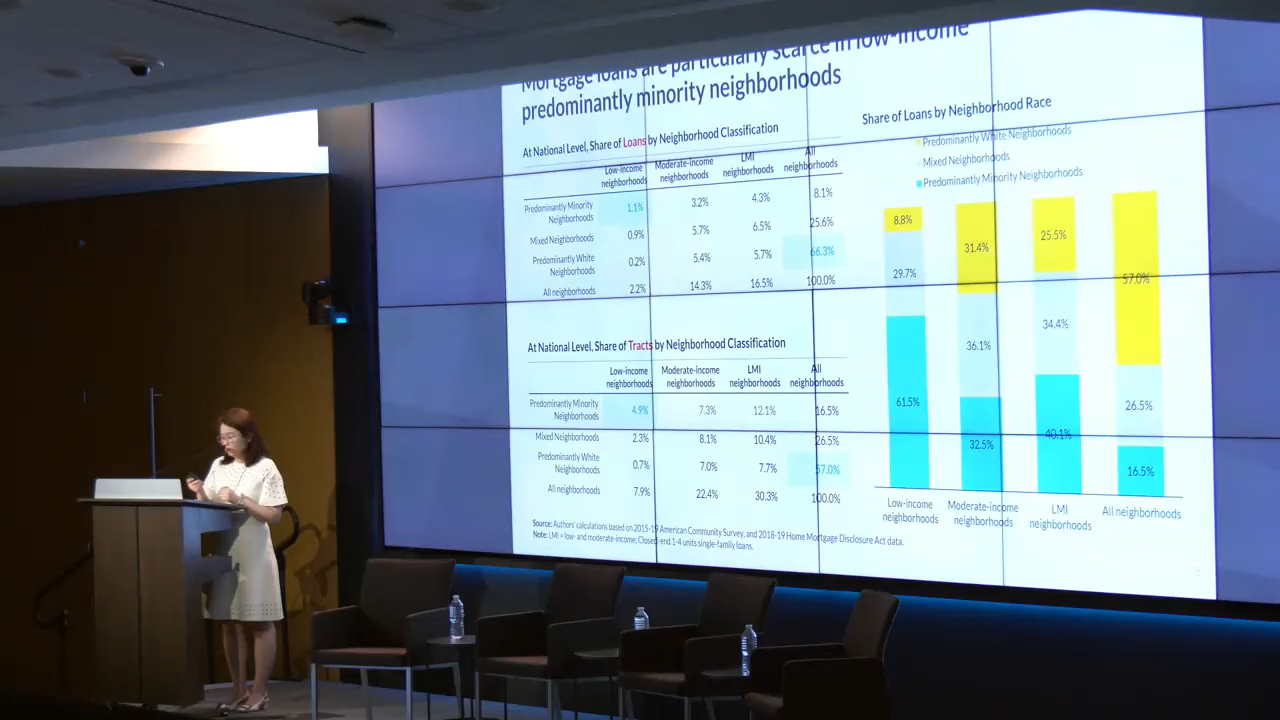 Mortgage loans are particularly scarce in low-income
predominantly minority neighborhoods
At National Level, Share of Loans by Neighborhood Classification
Low-income neighborhoods Moderate-income neighborhoods LMI neighborhoods All neighborhoods
Predominantly Minority Neighborhoods 1.1% 3.2% 4.3% 8.1%
Mixed Neighborhoods 0.9% 5.7% 6.5% 25.6%
Predominantly White Neighborhoods 0.2% 5.4% 5.7% 66.3%
All neighborhoods 2.2% 14.3% 16.5% 100.0%
At National Level, Share of Tracts by Neighborhood Classification
Low-income neighborhoods Moderate-income neighborhoods LMI neighborhoods All neighborhoods
Predominantly Minority Neighborhoods 4.9% 7.3% 12.1% 16.5%
Mixed Neighborhoods 2.3% 8.1% 10.4% 26.5%
Predominantly White Neighborhoods 0.7% 7.0% 7.7% 57.0%
All neighborhoods 7.9% 22.4% 30.3% 100.0%
Source: Authors' calculations based on 2015-19 American Community Survey, and 2018-19 Home Mortgage Disclosure Act data.
Note: LMI = low- and moderate-income; Closed-end 1-4 units single-family loans.
Share of Loans by Neighborhood Race
Predominantly White Neighborhoods
Mixed Neighborhoods
Predominantly Minority Neighborhoods
8.8% 31.4% 25.5% 57.0%
29.7% 36.1% 34.4% 26.5%
61.5% 32.5% 40.1% 16.5%
Low-income neighborhoods Moderate-income neighborhoods LMI neighborhoods All neighborhoods